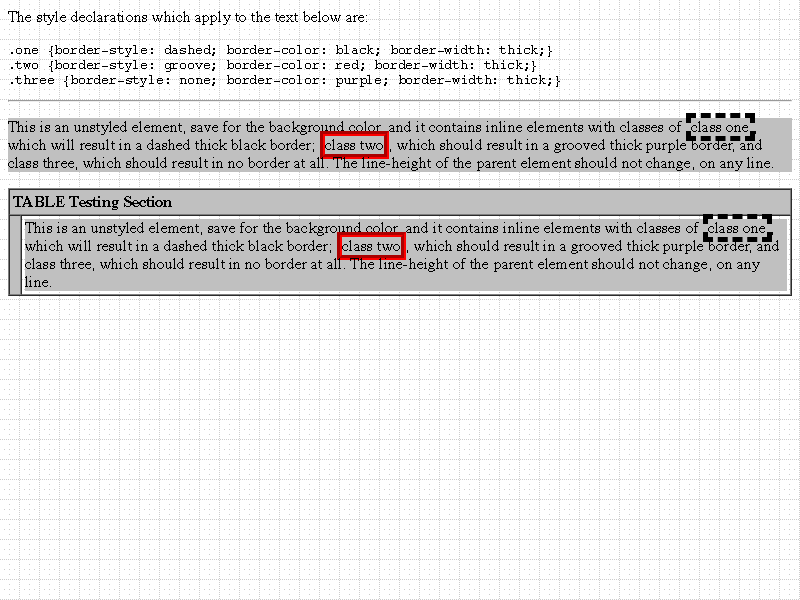 The style declarations which apply to the text below are:
.one {border-style: dashed; border-color: black; border-width: thick;}
.two {border-style: groove; border-color: red; border-width: thick;}
.three {border-style: none; border-color: purple; border-width: thick;}
This is an unstyled element, save for the background color, and it contains inline elements with classes of class one,
which will result in a dashed thick black border; class two, which should result in a grooved thick purple border, and
class three, which should result in no border at all. The line-height of the parent element should not change, on any line.
TABLE Testing Section
This is an unstyled element, save for the background color, and it contains inline elements with classes of class one,
which will result in a dashed thick black border; class two, which should result in a grooved thick purple border, and
class three, which should result in no border at all. The line-height of the parent element should not change, on any
line.